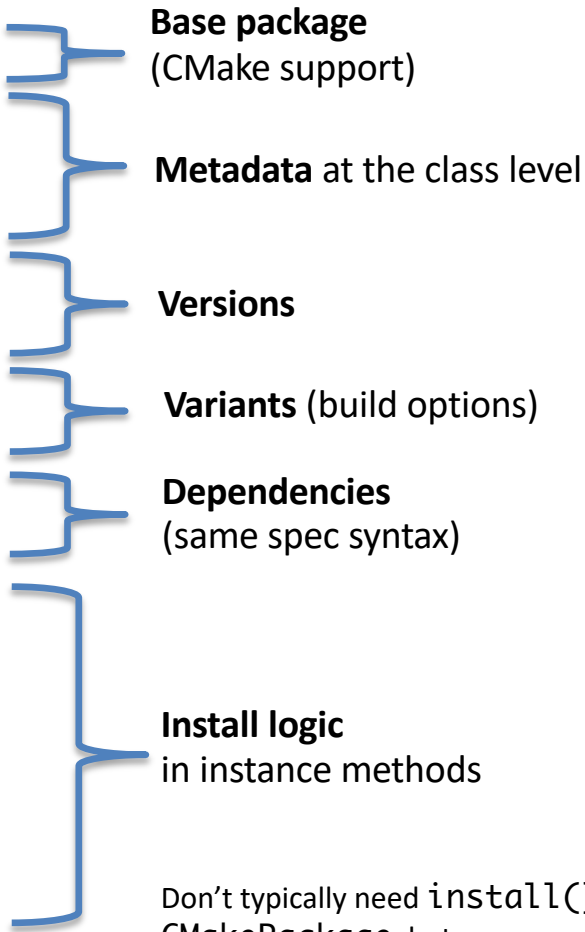 Base package
(CMake support)
Metadata at the class level
Versions
Variants (build options)
Dependencies
(same spec syntax)
Install logic
in instance methods
Don’t typically need install()
CMakePackage